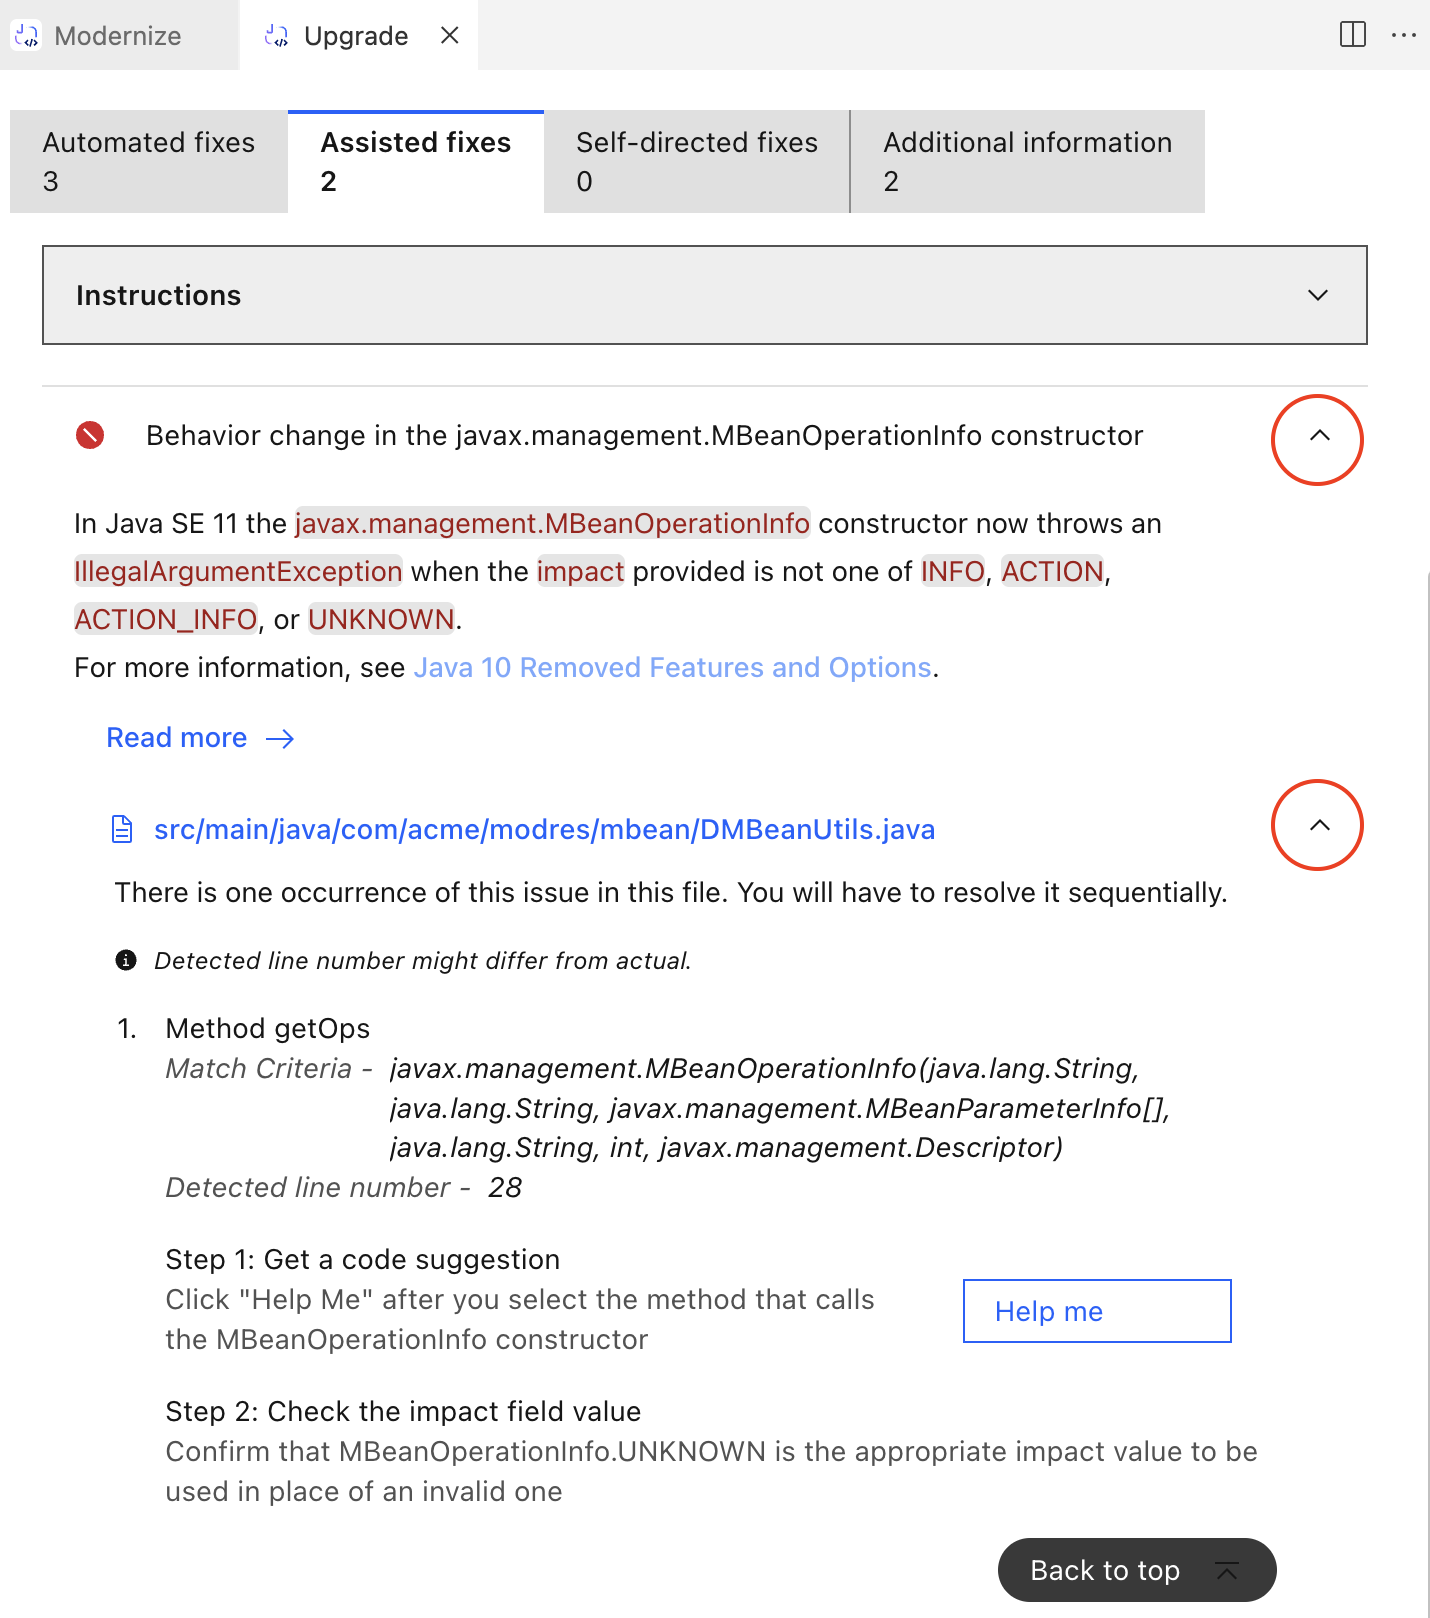 Modernize
Upgrade
Automated fixes
3
Assisted fixes
2
Self-directed fixes
0
Additional information
2
Instructions
Behavior change in the javax.management.MBeanOperationInfo constructor
In Java SE 11 the javax.management.MBeanOperationInfo constructor now throws an
IllegalArgumentException when the impact provided is not one of INFO, ACTION,
ACTION_INFO, or UNKNOWN.
For more information, see Java 10 Removed Features and Options.
Read more
src/main/java/com/acme/modres/mbean/DMBeanUtils.java
There is one occurrence of this issue in this file. You will have to resolve it sequentially.
Detected line number might differ from actual.
1. Method getOps
Match Criteria - javax.management.MBeanOperationInfo(java.lang.String,
java.lang.String, javax.management.MBeanParameterInfo[],
java.lang.String, int, javax.management.Descriptor)
Detected line number - 28
Step 1: Get a code suggestion
Click "Help Me" after you select the method that calls
the MBeanOperationInfo constructor
Help me
Step 2: Check the impact field value
Confirm that MBeanOperationInfo.UNKNOWN is the appropriate impact value to be
used in place of an invalid one
Back to top